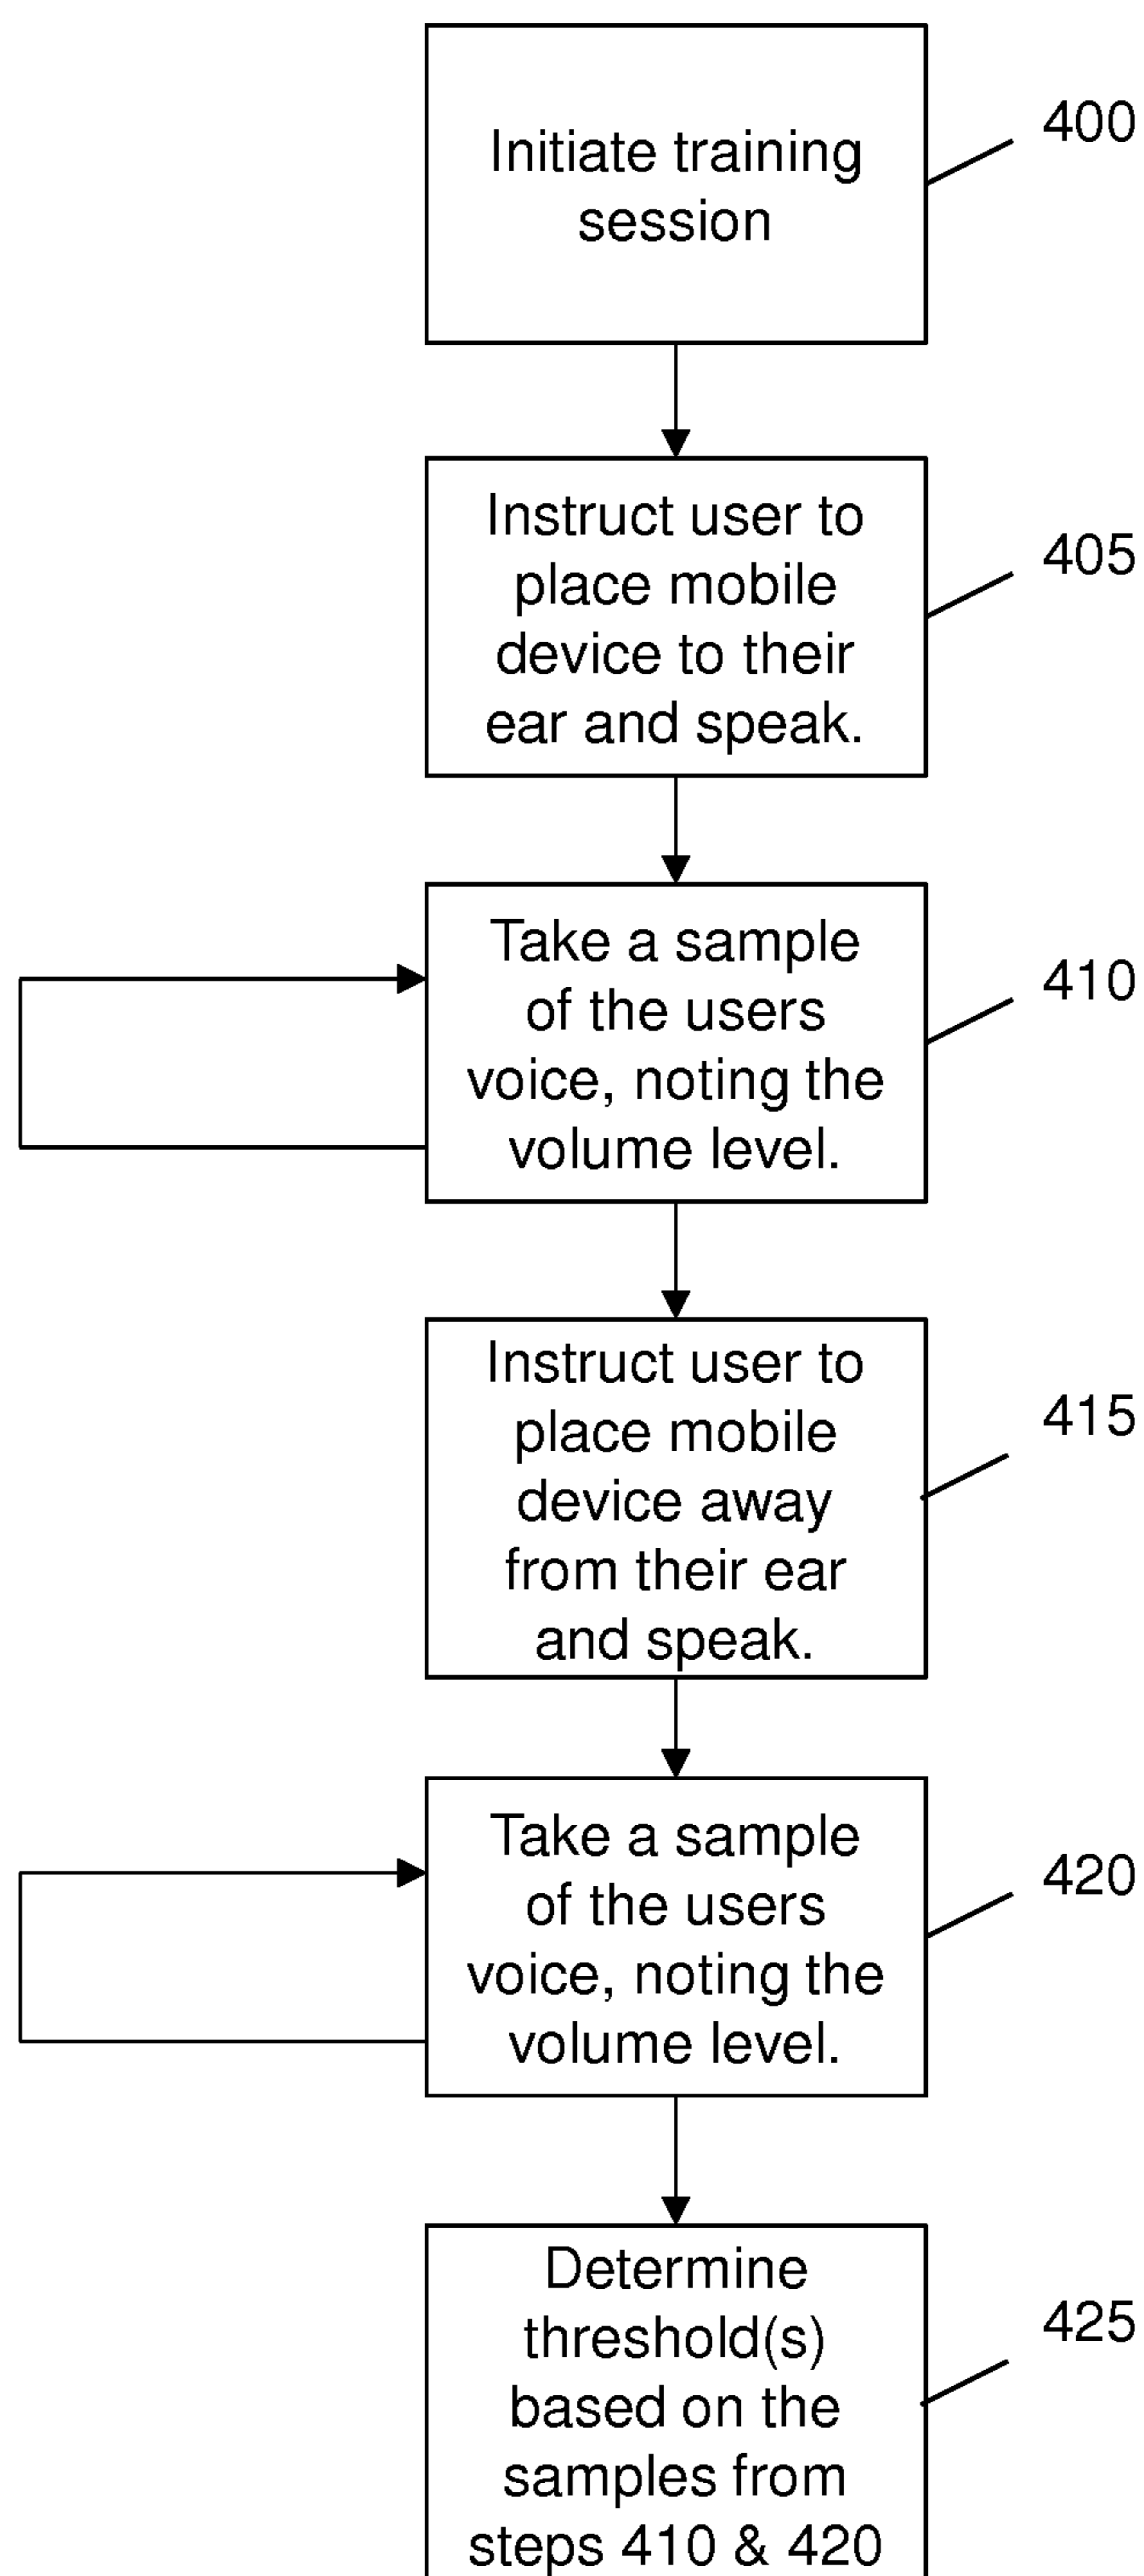 Initiate training
session
400
Instruct user to
place mobile
device to their
ear and speak.
405
Take a sample
of the users
voice, noting the
volume level.
410
Instruct user to
place mobile
device away
from their ear
and speak.
415
Take a sample
of the users
voice, noting the
volume level.
420
Determine
threshold(s)
based on the
samples from
steps 410 & 420
425